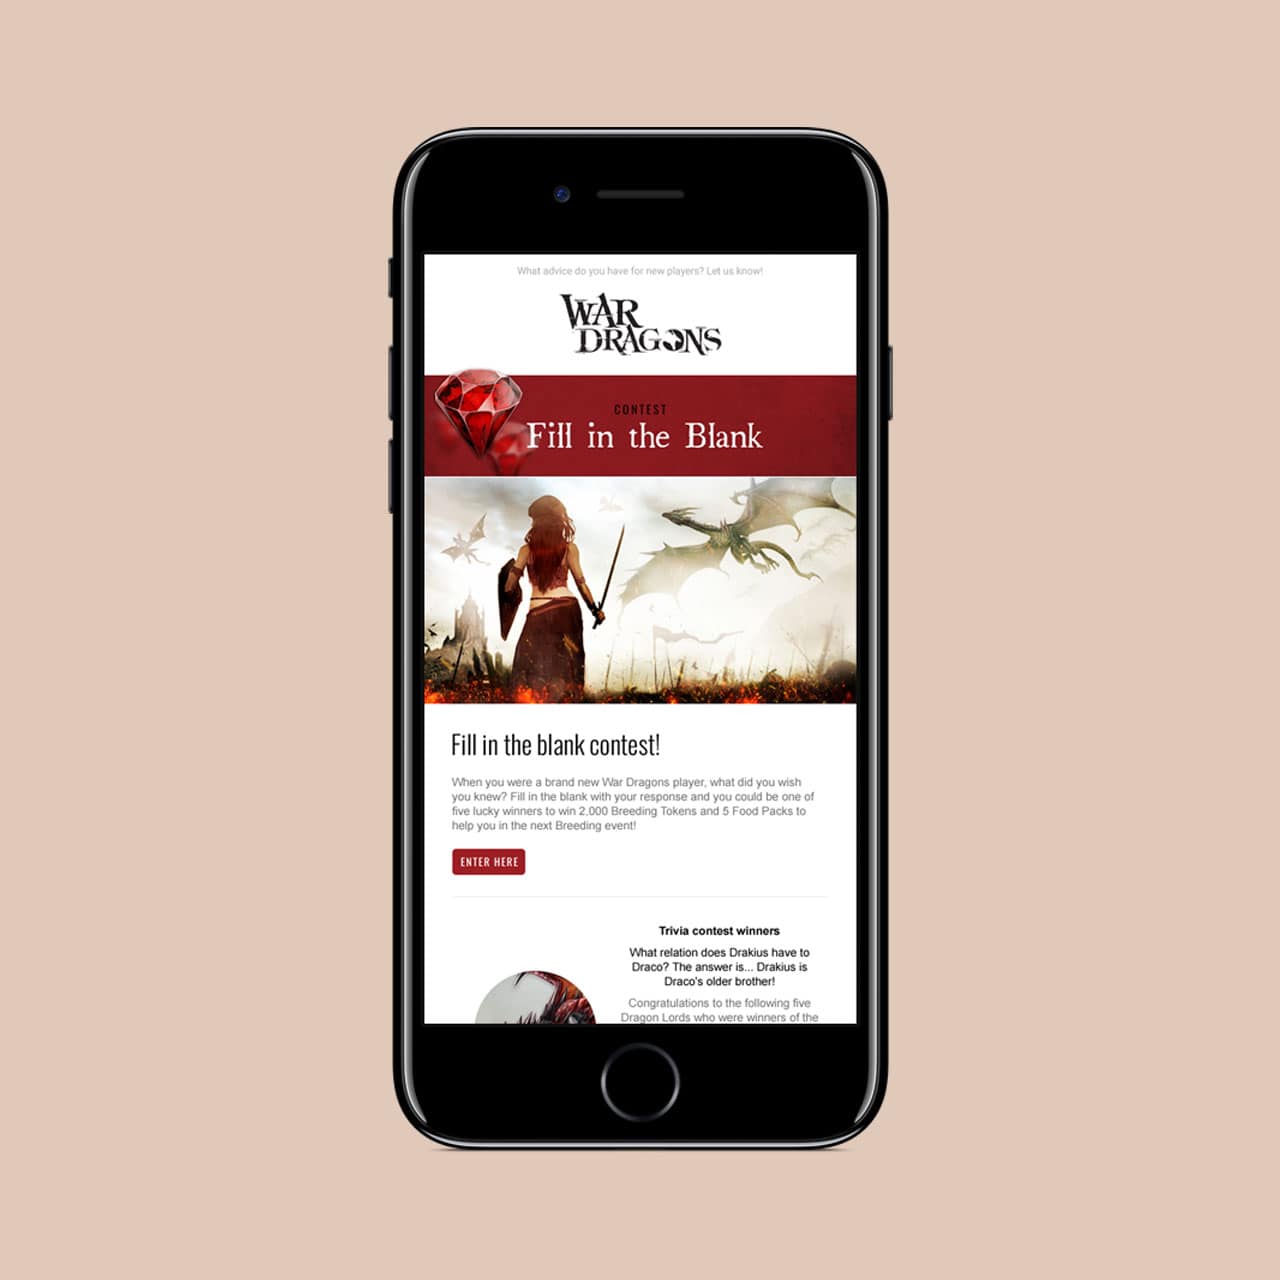 What advice do you have for new players? Let us know!
WAR
DRAGONS
CONTEST
Fill in the Blank
Fill in the blank contest!
When you were a brand new War Dragons player, what did you wish
you knew? Fill in the blank with your response and you could be one of
five lucky winners to win 2,000 Breeding Tokens and 5 Food Packs to
help you in the next Breeding event!
ENTER HERE
Trivia contest winners
What relation does Drakius have to
Draco? The answer is... Drakius is
Draco's older brother!
Congratulations to the following five
Dragon Lords who were winners of the